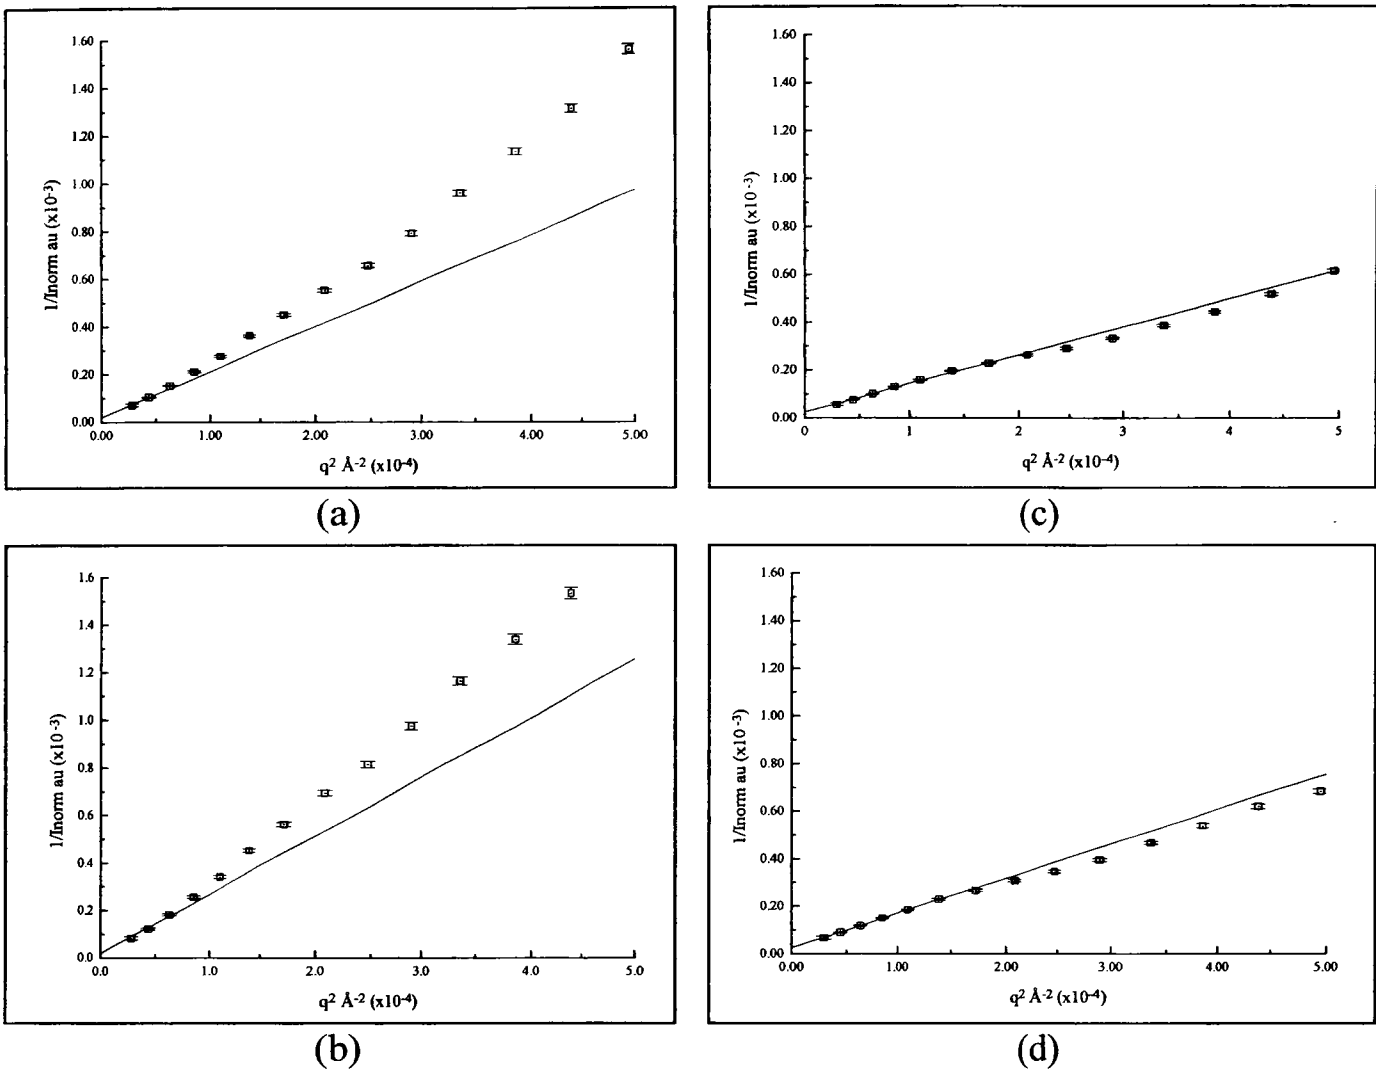 1.60
1.40
1.20
1.00
0.80
0.60
0.40
0.20
0.00
1/Inorm au (x10⁻³)
0.00 1.00 2.00 3.00 4.00 5.00
q² Å⁻² (x10⁻⁴)
(a)
1.6
1.4
1.2
1.0
0.8
0.6
0.4
0.2
0.0
1/Inorm au (x10⁻³)
0.0 1.0 2.0 3.0 4.0 5.0
q² Å⁻² (x10⁻⁴)
(b)
1.60
1.40
1.20
1.00
0.80
0.60
0.40
0.20
0.00
1/Inorm au (x10⁻³)
0 1 2 3 4 5
q² Å⁻² (x10⁻⁴)
(c)
1.60
1.40
1.20
1.00
0.80
0.60
0.40
0.20
0.00
1/Inorm au (x10⁻³)
0.00 1.00 2.00 3.00 4.00 5.00
q² Å⁻² (x10⁻⁴)
(d)